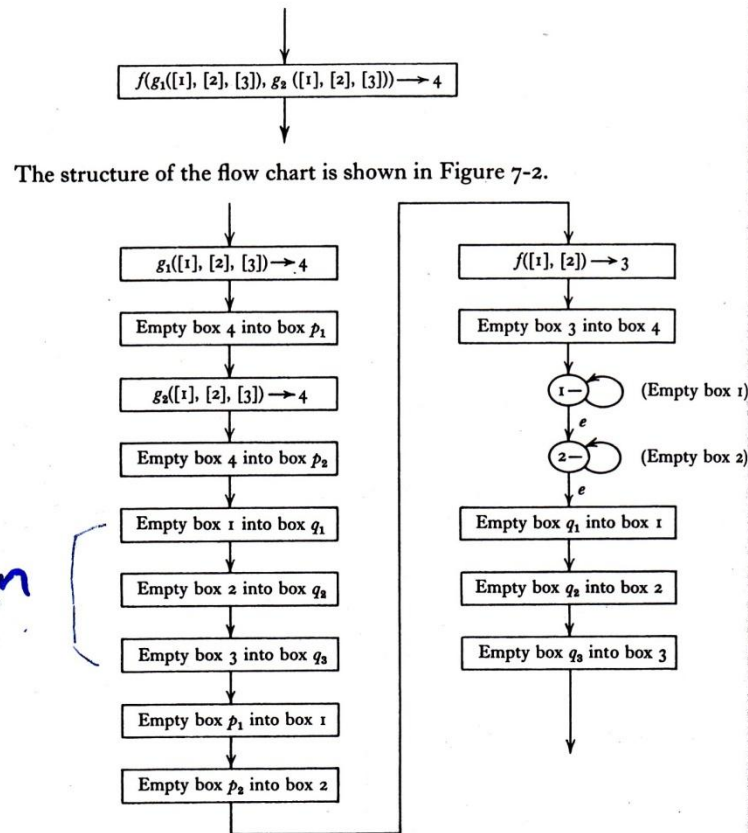 f(g₁([1], [2], [3]), g₂ ([1], [2], [3])) → 4
The structure of the flow chart is shown in Figure 7-2.
g₁([1], [2], [3]) → 4
Empty box 4 into box p₁
g₂([1], [2], [3]) → 4
Empty box 4 into box p₂
Empty box 1 into box q₁
Empty box 2 into box q₂
Empty box 3 into box q₃
Empty box p₁ into box 1
Empty box p₂ into box 2
n
f([1], [2]) → 3
Empty box 3 into box 4
1–
(Empty box 1)
e
2–
(Empty box 2)
e
Empty box q₁ into box 1
Empty box q₂ into box 2
Empty box q₃ into box 3